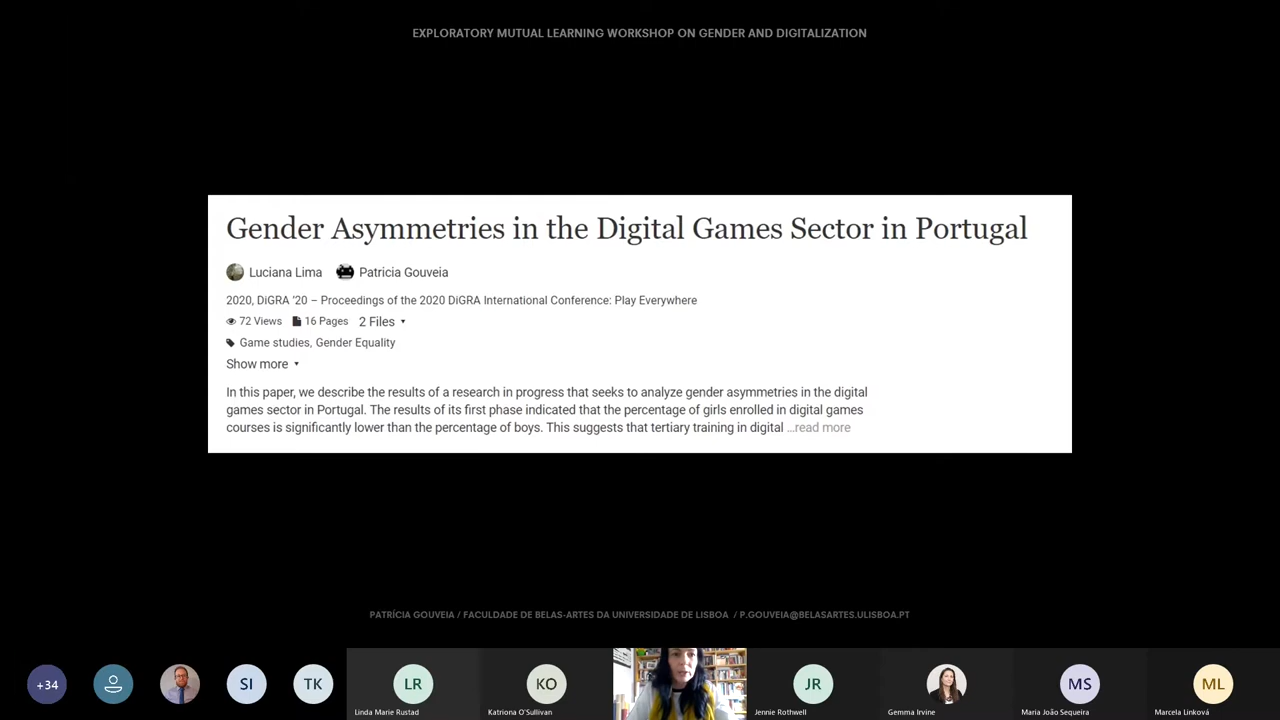 EXPLORATORY MUTUAL LEARNING WORKSHOP ON GENDER AND DIGITALIZATION
Gender Asymmetries in the Digital Games Sector in Portugal
Luciana Lima Patricia Gouveia
2020, DiGRA '20 – Proceedings of the 2020 DiGRA International Conference: Play Everywhere
72 Views 16 Pages 2 Files
Game studies, Gender Equality
Show more
In this paper, we describe the results of a research in progress that seeks to analyze gender asymmetries in the digital
games sector in Portugal. The results of its first phase indicated that the percentage of girls enrolled in digital games
courses is significantly lower than the percentage of boys. This suggests that tertiary training in digital ...read more
PATRÍCIA GOUVEIA / FACULDADE DE BELAS-ARTES DA UNIVERSIDADE DE LISBOA / P.GOUVEIA@BELASARTES.ULISBOA.PT
+34 SI TK LR KO JR MS ML
Linda Marie Rustad Katriona O'Sullivan Jennie Rothwell Gemma Irvine Maria João Sequeira Marcela Linková